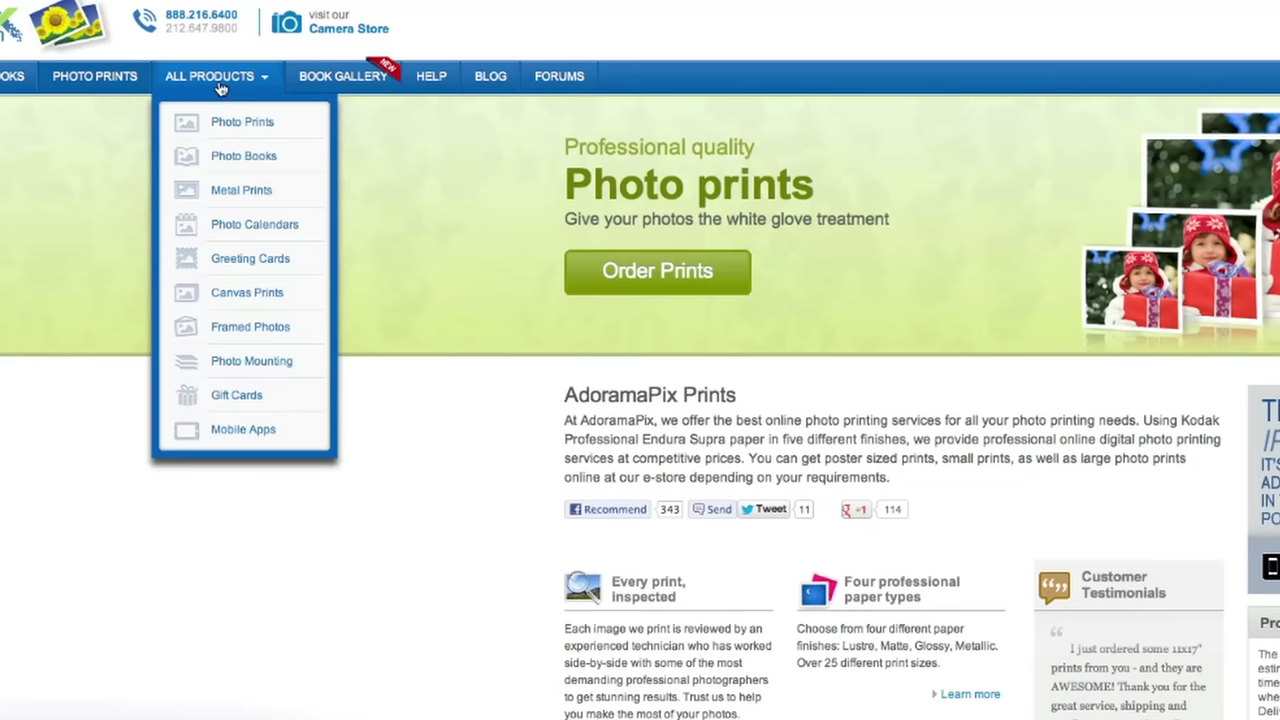 888.216.6400
212.647.9800
visit our
Camera Store
OKS
PHOTO PRINTS
ALL PRODUCTS
BOOK GALLERY
NEW
HELP
BLOG
FORUMS
Photo Prints
Photo Books
Metal Prints
Photo Calendars
Greeting Cards
Canvas Prints
Framed Photos
Photo Mounting
Gift Cards
Mobile Apps
Professional quality
Photo prints
Give your photos the white glove treatment
Order Prints
AdoramaPix Prints
At AdoramaPix, we offer the best online photo printing services for all your photo printing needs. Using Kodak
Professional Endura Supra paper in five different finishes, we provide professional online digital photo printing
services at competitive prices. You can get poster sized prints, small prints, as well as large photo prints
online at our e-store depending on your requirements.
Recommend 343 Send Tweet 11 +1 114
Every print,
inspected
Each image we print is reviewed by an
experienced technician who has worked
side-by-side with some of the most
demanding professional photographers
to get stunning results. Trust us to help
you make the most of your photos.
Four professional
paper types
Choose from four different paper
finishes: Lustre, Matte, Glossy, Metallic.
Over 25 different print sizes.
Learn more
Customer
Testimonials
I just ordered some 11x17"
prints from you - and they are
AWESOME! Thank you for the
great service, shipping and
IT'S
AD
IN
PO
Pro
The
esti
time
whe
Deli